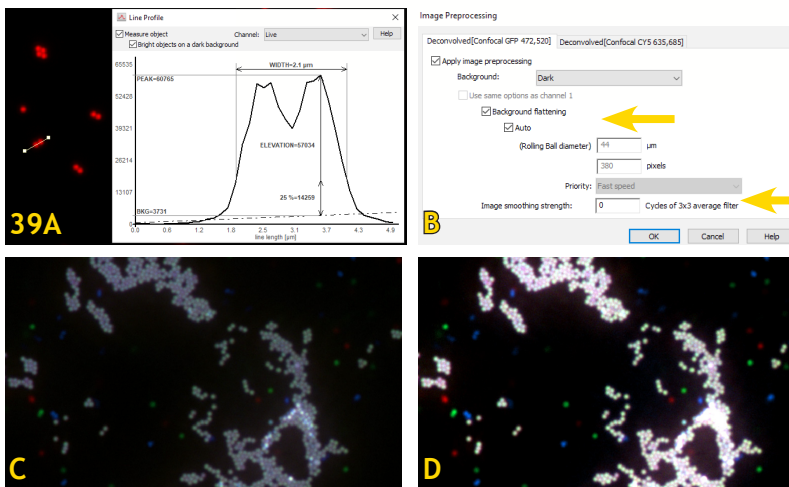 Line Profile
Measure object
Channel: Live
Help
Bright objects on a dark background
65535
52428
39321
26214
13107
0
PEAK=60765
WIDTH=2.1 µm
ELEVATION=57034
25 %=14259
BKG=3731
0.0 0.6 1.2 1.8 2.5 3.1 3.7 4.3 4.9
line length [µm]
39A
Image Preprocessing
Deconvolved[Confocal GFP 472,520] Deconvolved[Confocal CY5 635,685]
Apply image preprocessing
Background: Dark
Use same options as channel 1
Background flattening
Auto
(Rolling Ball diameter) 44 µm
380 pixels
Priority: Fast speed
Image smoothing strength: 0 Cycles of 3x3 average filter
OK Cancel Help
B
C
D